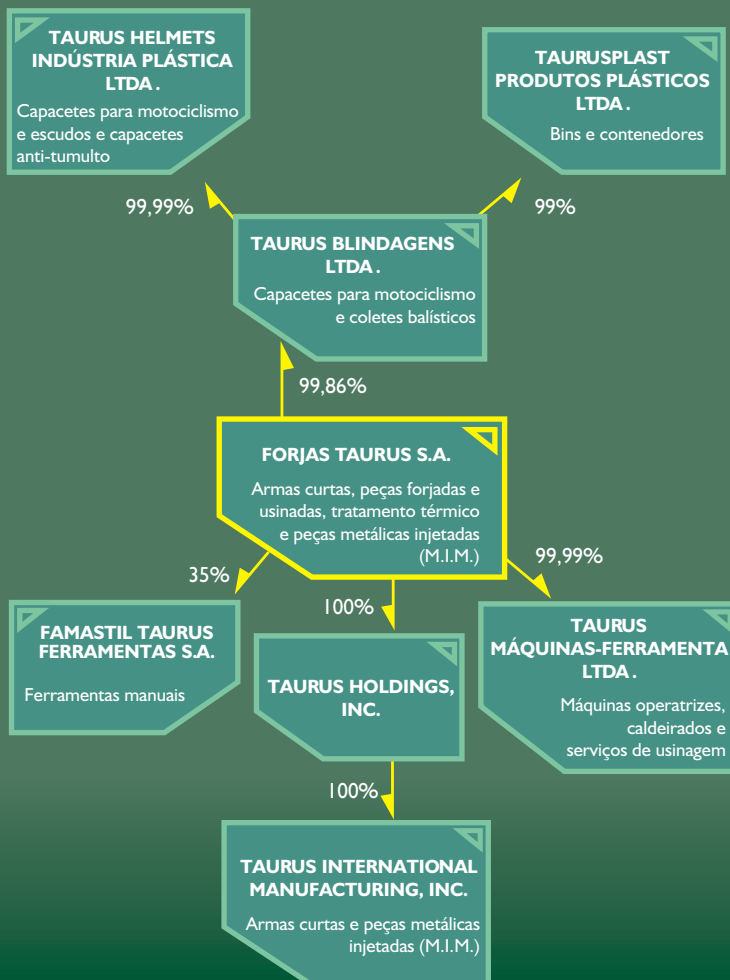 TAURUS HELMETS
INDÚSTRIA PLÁSTICA
LTDA.
Capacetes para motociclismo
e escudos e capacetes
anti-tumulto
TAURUSPLAST
PRODUTOS PLÁSTICOS
LTDA.
Bins e contenedores
99,99%
99%
TAURUS BLINDAGENS
LTDA.
Capacetes para motociclismo
e coletes balísticos
99,86%
FORJAS TAURUS S.A.
Armas curtas, peças forjadas e
usinadas, tratamento térmico
e peças metálicas injetadas
(M.I.M.)
35%
100%
99,99%
FAMASTIL TAURUS
FERRAMENTAS S.A.
Ferramentas manuais
TAURUS HOLDINGS,
INC.
TAURUS
MÁQUINAS-FERRAMENTA
LTDA.
Máquinas operatrizes,
caldeirados e
serviços de usinagem
100%
TAURUS INTERNATIONAL
MANUFACTURING, INC.
Armas curtas e peças metálicas
injetadas (M.I.M.)